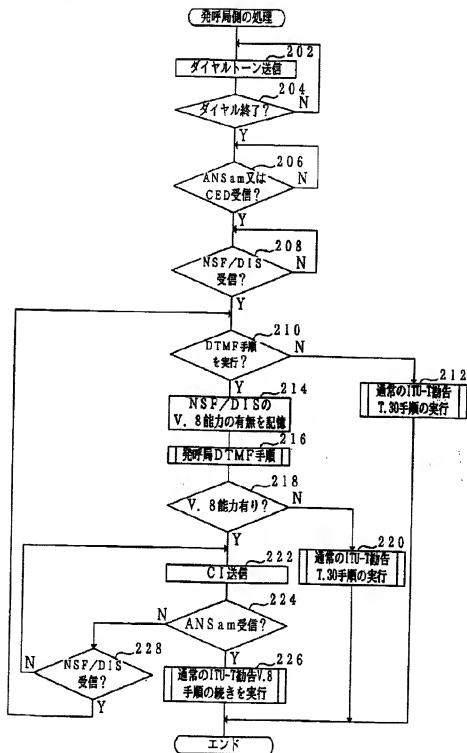 発呼局側の処理
202
ダイヤルトーン送信
204
ダイヤル終了?
N
Y
206
ANSam又は
CED受信?
N
Y
208
NSF/DIS
受信?
N
Y
210
DTMF手順
を実行?
N
Y
212
通常のITU-T勧告
T.30手順の実行
214
NSF/DISの
V.8能力の有無を記憶
216
発呼局DTMF手順
218
V.8能力有り?
N
Y
220
通常のITU-T勧告
T.30手順の実行
222
CI送信
224
ANSam受信?
N
Y
226
通常のITU-T勧告V.8
手順の続きを実行
228
NSF/DIS
受信?
N
Y
エンド